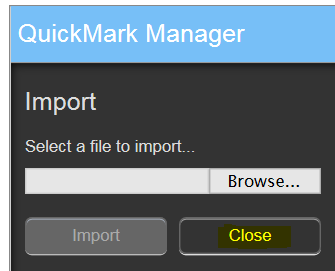 QuickMark Manager
Import
Select a file to import...
Browse...
Import Close